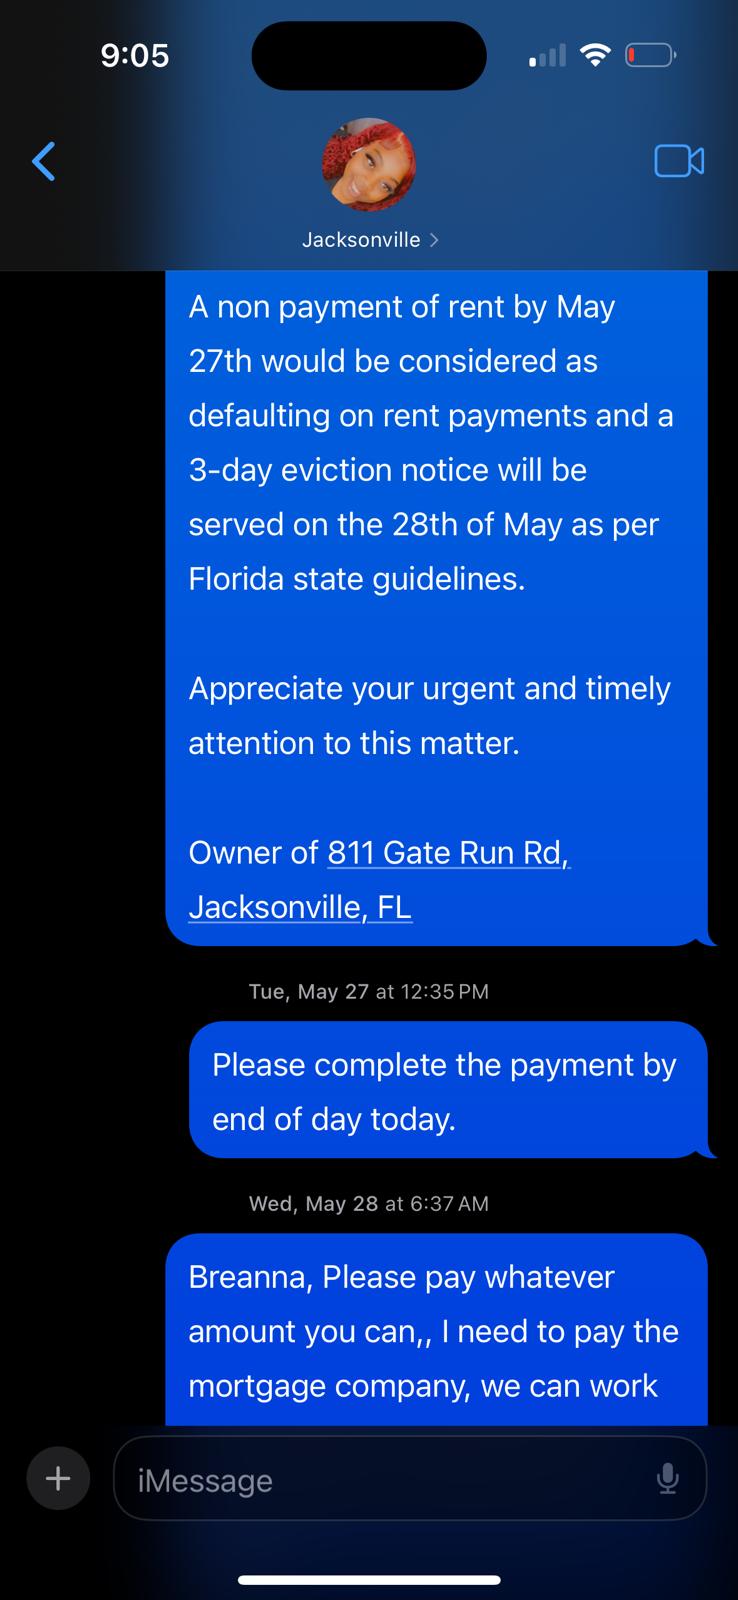 9:05
Jacksonville
A non payment of rent by May
27th would be considered as
defaulting on rent payments and a
3-day eviction notice will be
served on the 28th of May as per
Florida state guidelines.
Appreciate your urgent and timely
attention to this matter.
Owner of 811 Gate Run Rd,
Jacksonville, FL
Tue, May 27 at 12:35 PM
Please complete the payment by
end of day today.
Wed, May 28 at 6:37 AM
Breanna, Please pay whatever
amount you can,, I need to pay the
mortgage company, we can work
iMessage